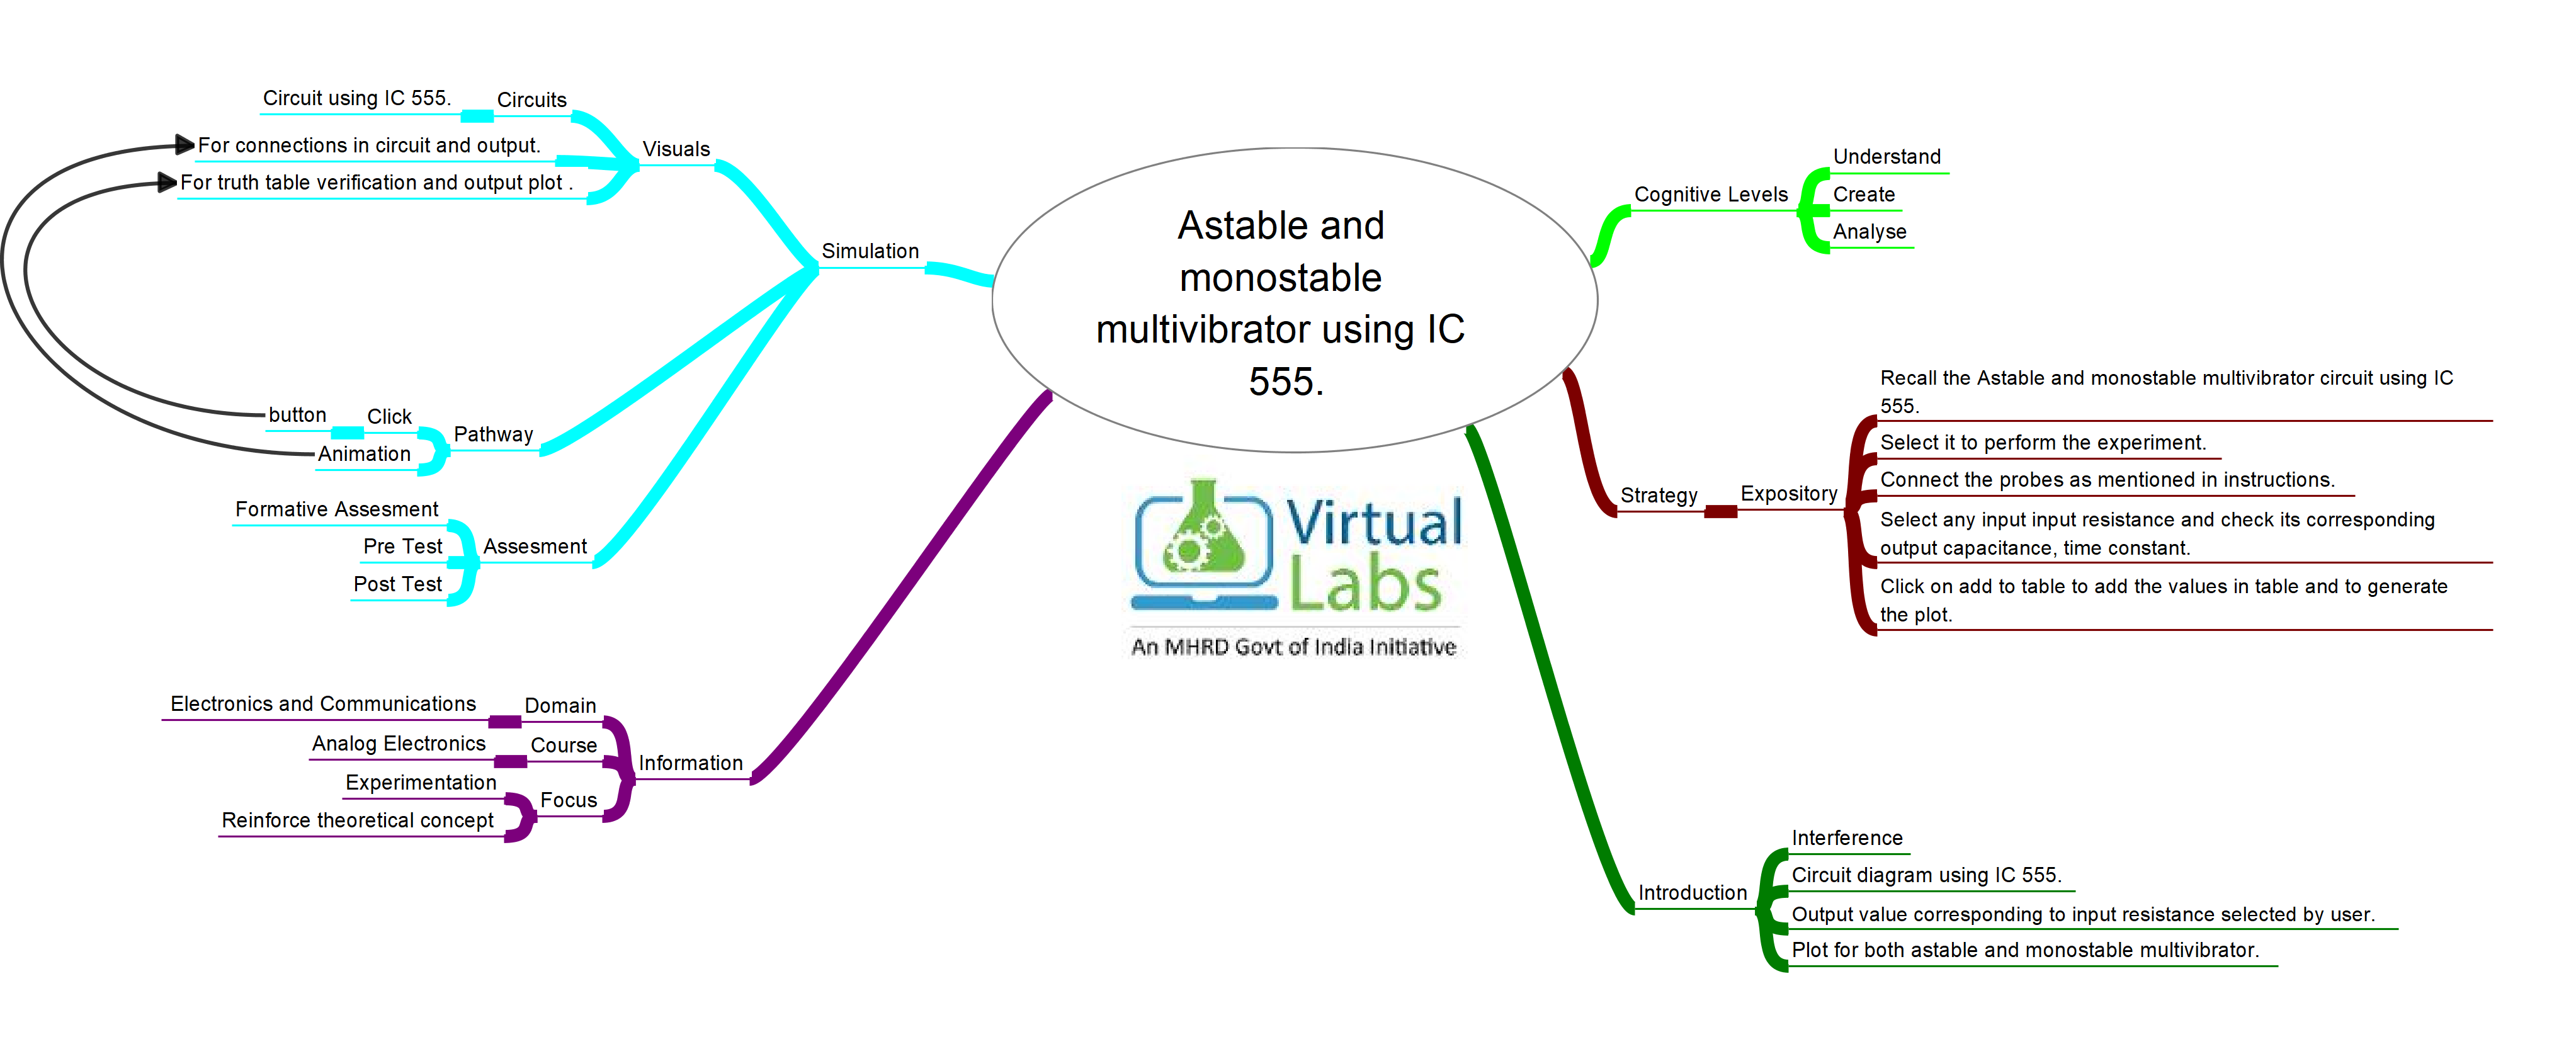 Astable and
monostable
multivibrator using IC
555.
Virtual
Labs
An MHRD Govt of India Initiative
Simulation
Visuals
Circuits
Circuit using IC 555.
For connections in circuit and output.
For truth table verification and output plot .
Pathway
Click
button
Animation
Assesment
Formative Assesment
Pre Test
Post Test
Information
Domain
Electronics and Communications
Course
Analog Electronics
Focus
Experimentation
Reinforce theoretical concept
Cognitive Levels
Understand
Create
Analyse
Strategy
Expository
Recall the Astable and monostable multivibrator circuit using IC
555.
Select it to perform the experiment.
Connect the probes as mentioned in instructions.
Select any input input resistance and check its corresponding
output capacitance, time constant.
Click on add to table to add the values in table and to generate
the plot.
Introduction
Interference
Circuit diagram using IC 555.
Output value corresponding to input resistance selected by user.
Plot for both astable and monostable multivibrator.